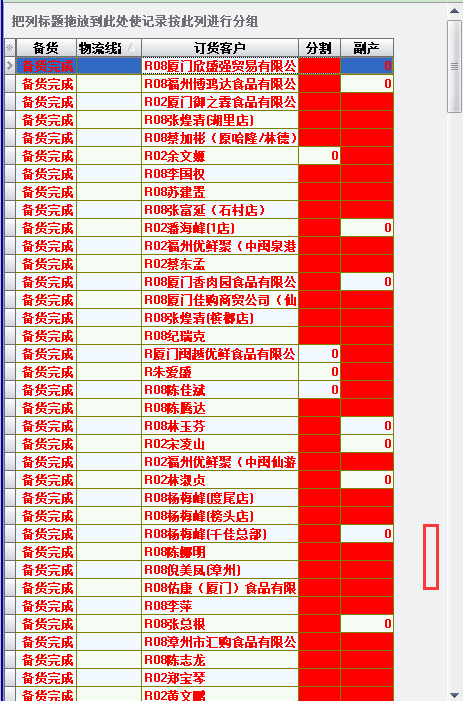 把列标题拖放到此处使记录按此列进行分组
备货 物流线路 订货客户 分割 副产
备货完成 R08厦门欣盛强贸易有限公 0
备货完成 R08福州博鸿达食品有限公 0
备货完成 R02厦门御之霖食品有限公
备货完成 R08张煌清(湖里店)
备货完成 R08蔡加彬（原哈隆/林德）
备货完成 R02余文雄 0
备货完成 R08李国权
备货完成 R08苏建置
备货完成 R08张富延（石村店）
备货完成 R02潘海峰(1店) 0
备货完成 R02福州优鲜聚（中闽泉港
备货完成 R02蔡东孟
备货完成 R08厦门香肉园食品有限公 0
备货完成 R08厦门佳购商贸公司（仙
备货完成 R08张煌清(槟榔店)
备货完成 R08纪瑞克
备货完成 R厦门闽越优鲜食品有限公 0
备货完成 R朱爱盛 0
备货完成 R08陈佳斌 0
备货完成 R08陈腾达
备货完成 R08林玉芬 0
备货完成 R02宋凌山 0
备货完成 R02福州优鲜聚（中闽仙游
备货完成 R02林淑贞 0
备货完成 R08杨梅峰(度尾店)
备货完成 R08杨梅峰(榜头店)
备货完成 R08杨梅峰(千佳总部) 0
备货完成 R08陈娜明
备货完成 R08倪美凤(漳州)
备货完成 R08佑康（厦门）食品有限
备货完成 R08李萍
备货完成 R08张总根 0
备货完成 R08漳州市汇购食品有限公
备货完成 R08陈志龙
备货完成 R02郑宝琴
备货完成 R02黄文鹏